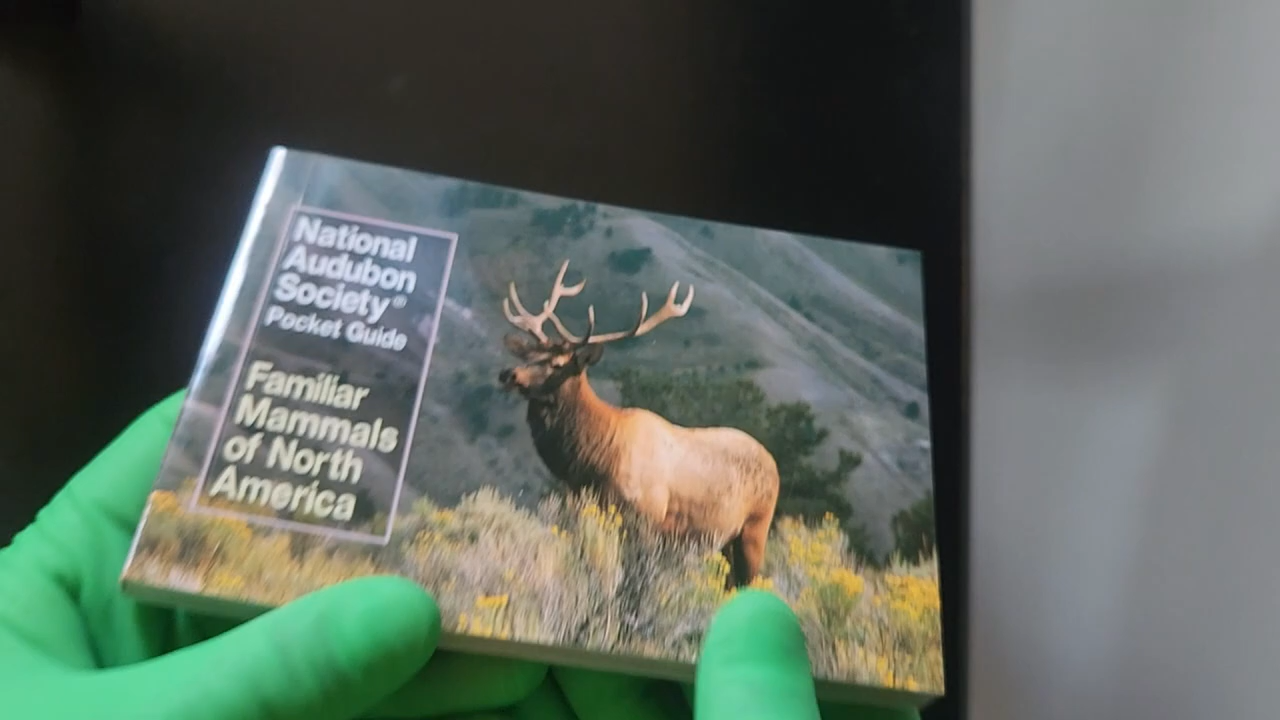 National
Audubon
Society®
Pocket Guide
Familiar
Mammals
of North
America